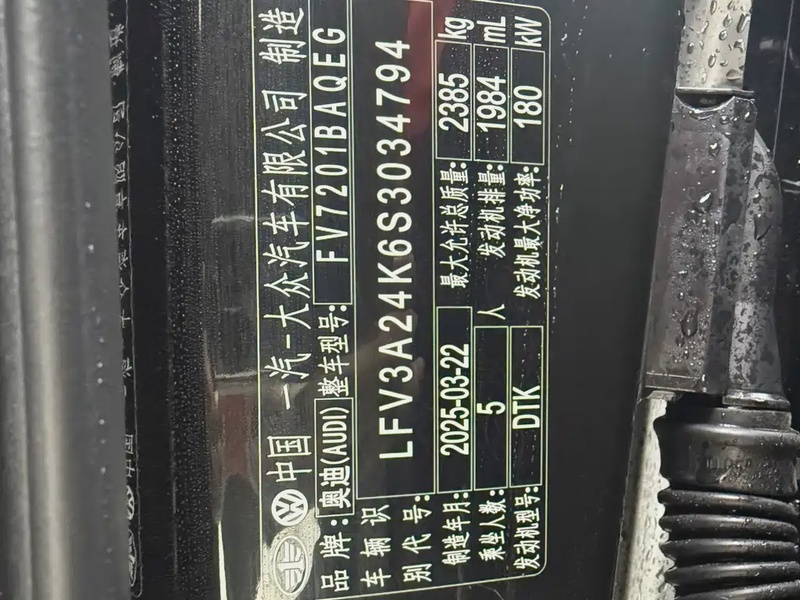 中国 一汽-大众汽车有限公司 制造
品牌:奥迪(AUDI) 整车型号: FV7201BAQEG
车辆识别代号: LFV3A24K6S3034794
制造年月: 2025-03-22 最大允许总质量: 2385 kg
乘坐人数: 5 人 发动机排量: 1984 mL
发动机型号: DTK 发动机最大净功率: 180 kW